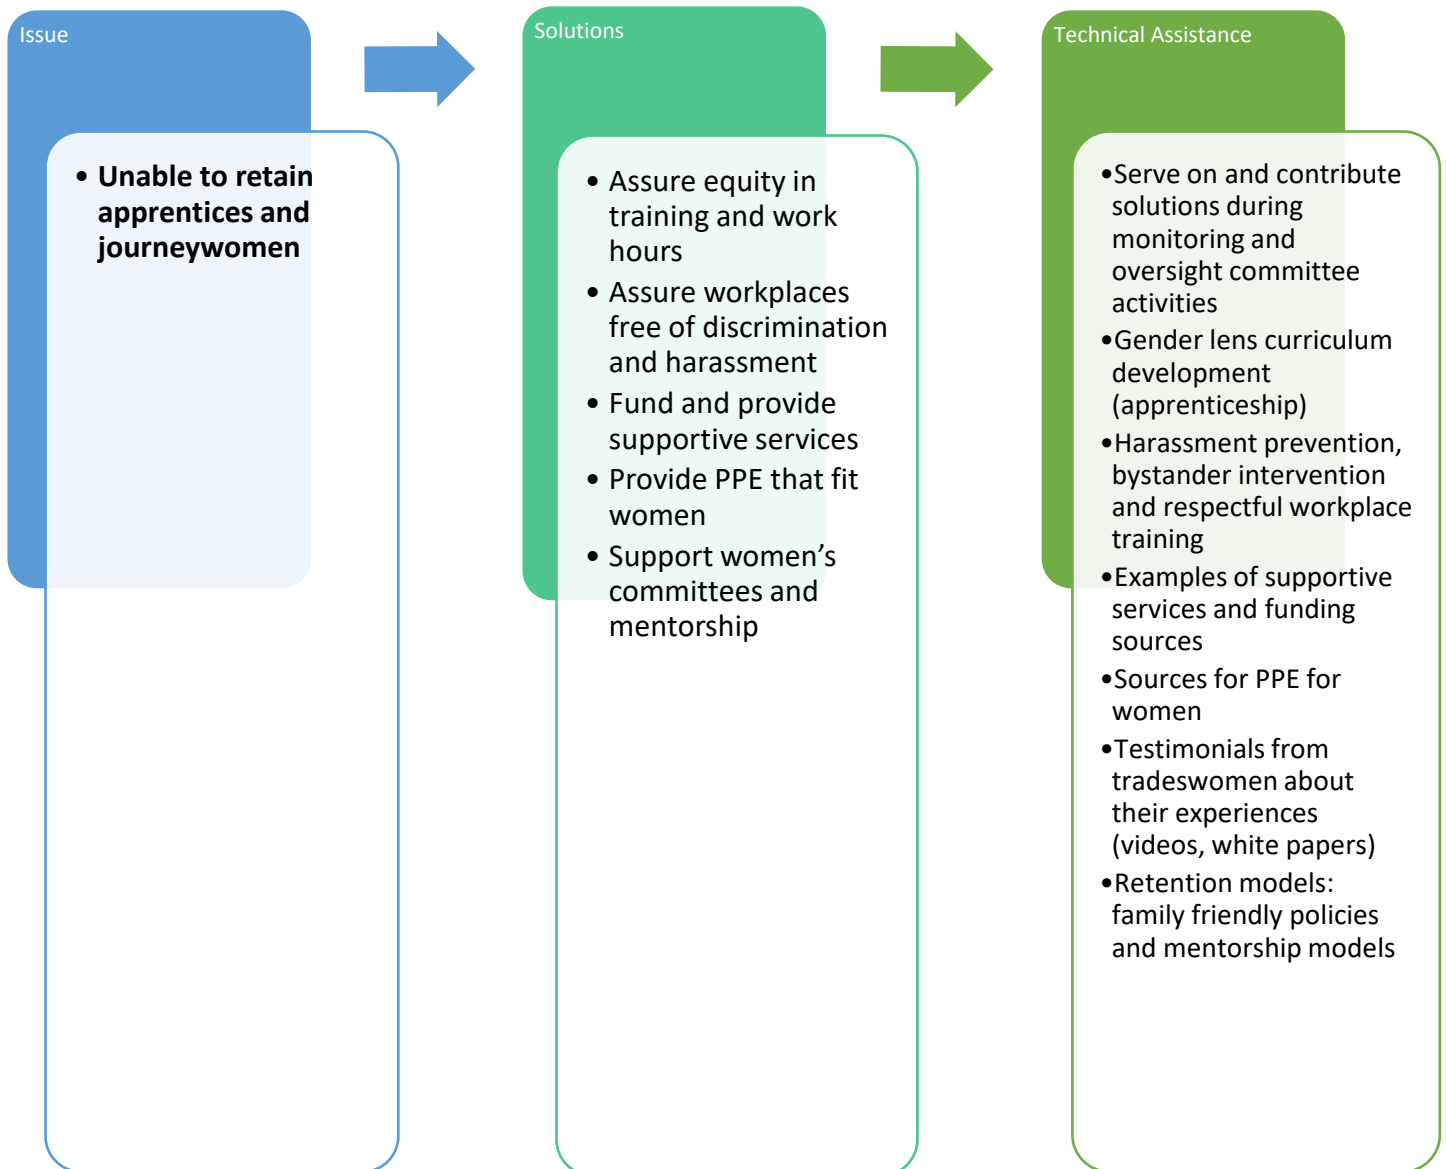 Issue
• Unable to retain
apprentices and
journeywomen
Solutions
• Assure equity in
training and work
hours
• Assure workplaces
free of discrimination
and harassment
• Fund and provide
supportive services
• Provide PPE that fit
women
• Support women’s
committees and
mentorship
Technical Assistance
•Serve on and contribute
solutions during
monitoring and
oversight committee
activities
•Gender lens curriculum
development
(apprenticeship)
•Harassment prevention,
bystander intervention
and respectful workplace
training
•Examples of supportive
services and funding
sources
•Sources for PPE for
women
•Testimonials from
tradeswomen about
their experiences
(videos, white papers)
•Retention models:
family friendly policies
and mentorship models